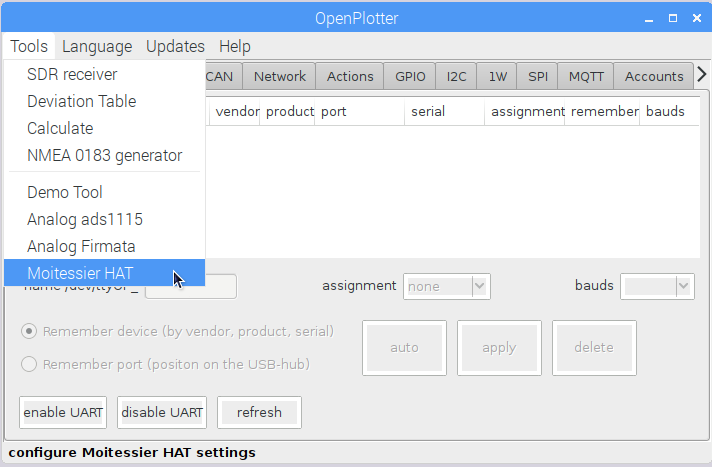 OpenPlotter
Tools Language Updates Help
SDR receiver
Deviation Table
Calculate
NMEA 0183 generator
Demo Tool
Analog ads1115
Analog Firmata
Moitessier HAT
CAN Network Actions GPIO I2C 1W SPI MQTT Accounts
vendor product port serial assignment remember bauds
name /dev/ttyOP_ assignment none bauds
Remember device (by vendor, product, serial)
Remember port (positon on the USB-hub)
auto apply delete
enable UART disable UART refresh
configure Moitessier HAT settings